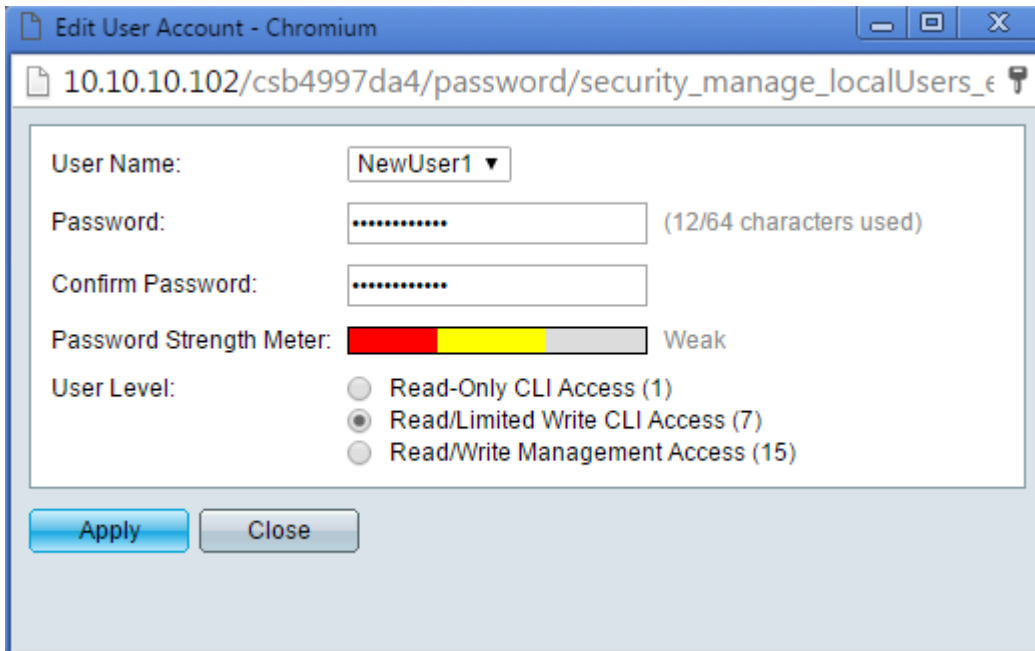 Edit User Account - Chromium
10.10.10.102/csb4997da4/password/security_manage_localUsers_e
User Name: NewUser1
Password: •••••••••••• (12/64 characters used)
Confirm Password: ••••••••••••
Password Strength Meter: Weak
User Level: Read-Only CLI Access (1)
Read/Limited Write CLI Access (7)
Read/Write Management Access (15)
Apply Close